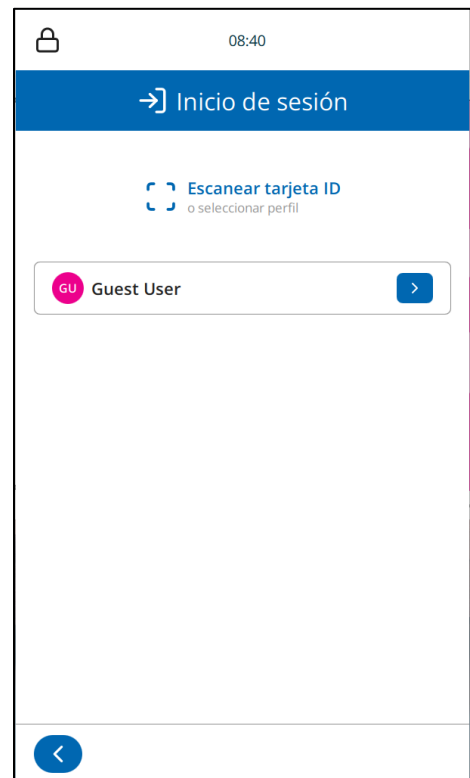 08:40
Inicio de sesión
Escanear tarjeta ID
o seleccionar perfil
GU Guest User